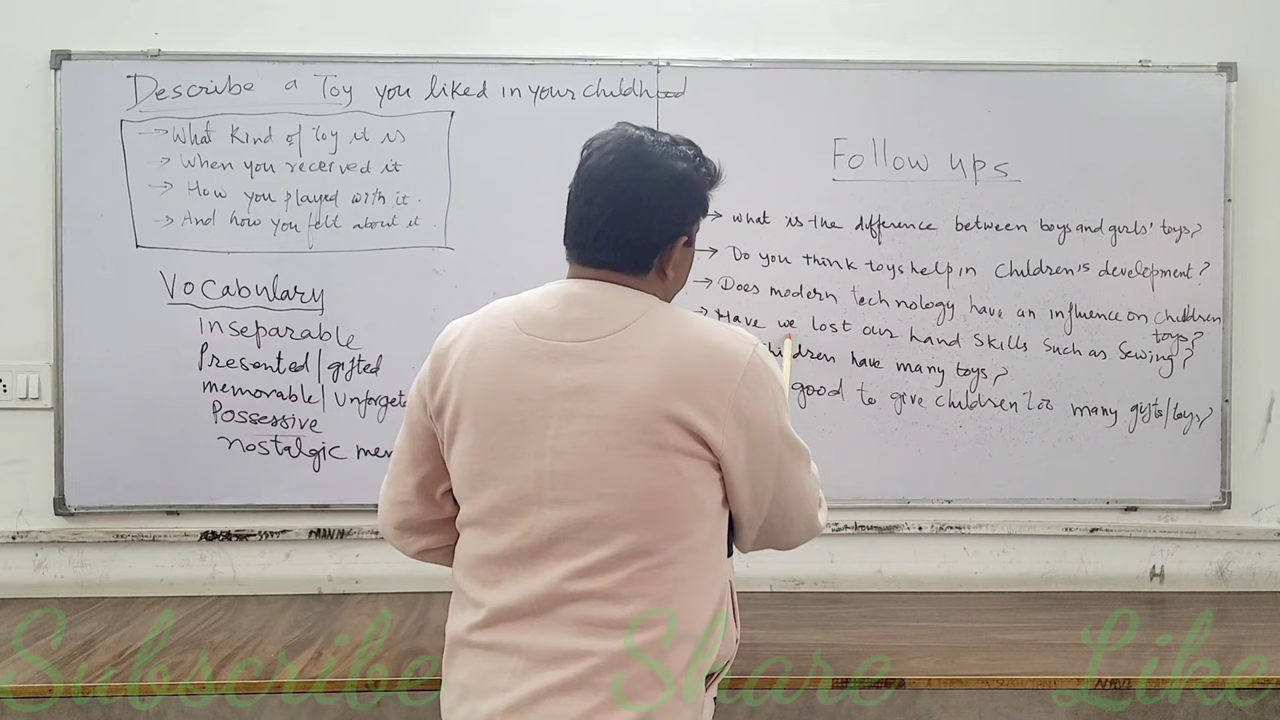 Describe a Toy you liked in your childhood
→ What kind of toy it is
→ When you received it
→ How you played with it.
→ And how you felt about it.
Vocabulary
inseparable
Presented/gifted
memorable/
Possessive
nostalgic
Follow ups
→ what is the difference between boys and girls' toys?
→ Do you think toys help in children's development?
→ Does modern technology have an influence on children
toys?
→ Have we lost our hand skills such as sewing?
have many toys?
good to give children too many gifts/toys?
MANN
H
NAVI
Subscribe Share Like